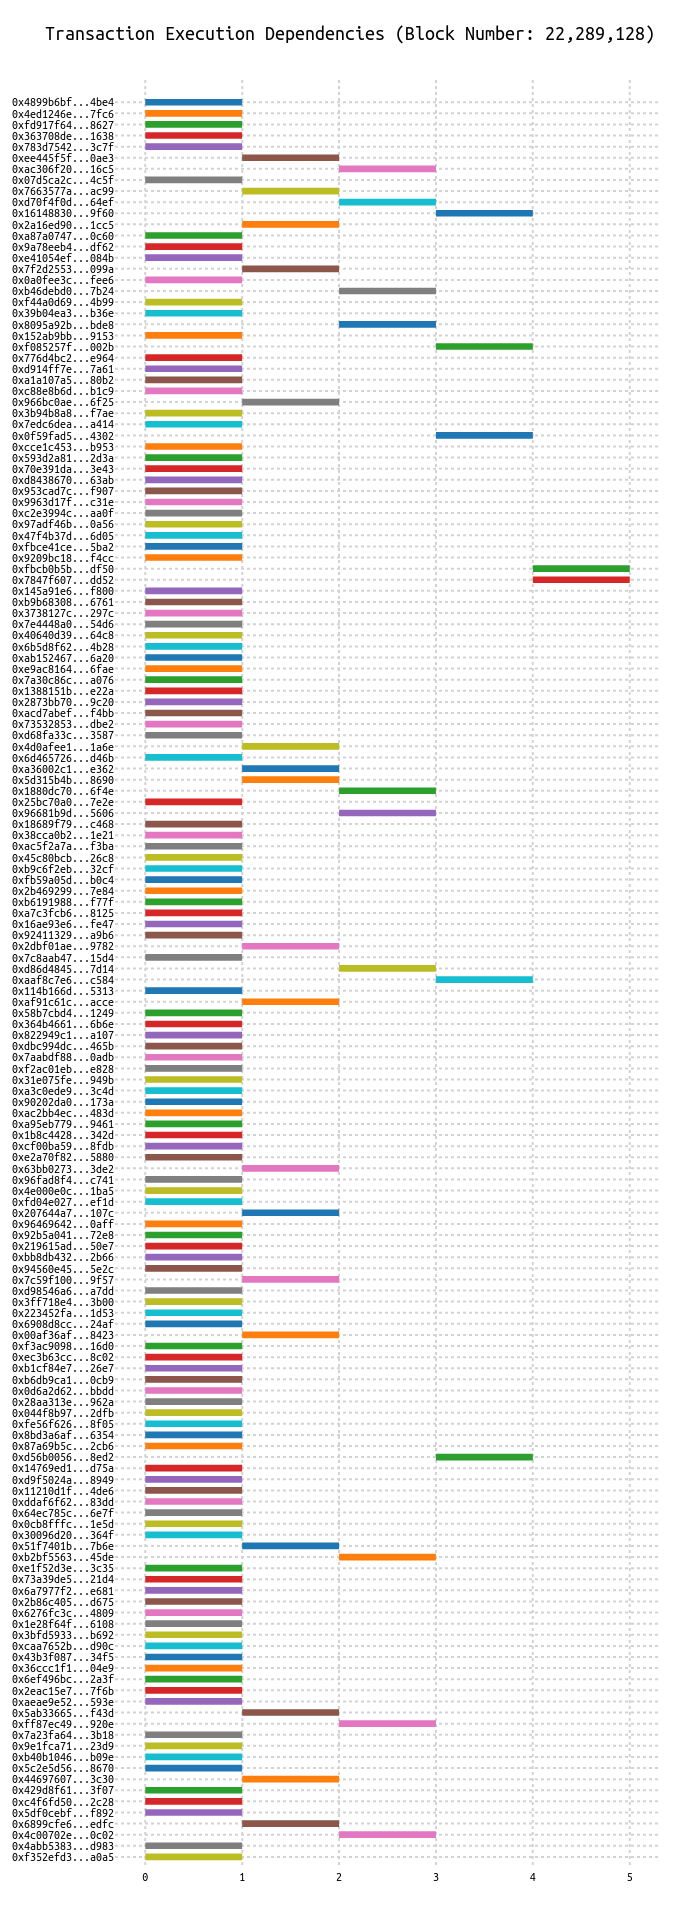 Transaction Execution Dependencies (Block Number: 22,289,128)
0x4899b6bf...4be4
0x4ed1246e...7fc6
0xfd917f64...8627
0x363708de...1638
0x783d7542...3c7f
0xee445f5f...0ae3
0xac306f20...16c5
0x07d5ca2c...4c5f
0x7663577a...ac99
0xd70f4f0d...64ef
0x16148830...9f60
0x2a16ed90...1cc5
0xa87a0747...0c60
0x9a78eeb4...df62
0xe41054ef...084b
0x7f2d2553...099a
0x0a0fee3c...fee6
0xb46debd0...7b24
0xf44a0d69...4b99
0x39b04ea3...b36e
0x8095a92b...bde8
0x152ab9bb...9153
0xf085257f...002b
0x776d4bc2...e964
0xd914ff7e...7a61
0xa1a107a5...80b2
0xc88e8b6d...b1c9
0x966bc0ae...6f25
0x3b94b8a8...f7ae
0x7edc6dea...a414
0x0f59fad5...4302
0xcce1c453...b953
0x593d2a81...2d3a
0x70e391da...3e43
0xd8438670...63ab
0x953cad7c...f907
0x9963d17f...c31e
0xc2e3994c...aa0f
0x97adf46b...0a56
0x47f4b37d...6d05
0xfbce41ce...5ba2
0x9209bc18...f4cc
0xfbcb0b5b...df50
0x7847f607...dd52
0x145a91e6...f800
0xb9b68308...6761
0x3738127c...297c
0x7e4448a0...54d6
0x40640d39...64c8
0x6b5d8f62...4b28
0xab152467...6a20
0xe9ac8164...6fae
0x7a30c86c...a076
0x1388151b...e22a
0x2873bb70...9c20
0xacd7abef...f4bb
0x73532853...dbe2
0xd68fa33c...3587
0x4d0afee1...1a6e
0x6d465726...d46b
0xa36002c1...e362
0x5d315b4b...8690
0x1880dc70...6f4e
0x25bc70a0...7e2e
0x96681b9d...5606
0x18689f79...c468
0x38cca0b2...1e21
0xac5f2a7a...f3ba
0x45c80bcb...26c8
0xb9c6f2eb...32cf
0xfb59a05d...b0c4
0x2b469299...7e84
0xb6191988...f77f
0xa7c3fcb6...8125
0x16ae93e6...fe47
0x92411329...a9b6
0x2dbf01ae...9782
0x7c8aab47...15d4
0xd86d4845...7d14
0xaaf8c7e6...c584
0x114b166d...5313
0xaf91c61c...acce
0x58b7cbd4...1249
0x364b4661...6b6e
0x822949c1...a107
0xdbc994dc...465b
0x7aabdf88...0adb
0xf2ac01eb...e828
0x31e075fe...949b
0xa3c0ede9...3c4d
0x90202da0...173a
0xac2bb4ec...483d
0xa95eb779...9461
0x1b8c4428...342d
0xcf00ba59...8fdb
0xe2a70f82...5880
0x63bb0273...3de2
0x96fad8f4...c741
0x4e000e0c...1ba5
0xfd04e027...ef1d
0x207644a7...107c
0x96469642...0aff
0x92b5a041...72e8
0x219615ad...50e7
0xbb8db432...2b66
0x94560e45...5e2c
0x7c59f100...9f57
0xd98546a6...a7dd
0x3ff718e4...3b00
0x223452fa...1d53
0x6908d8cc...24af
0x00af36af...8423
0xf3ac9098...16d0
0xec3b63cc...8c02
0xb1cf84e7...26e7
0xb6db9ca1...0cb9
0x0d6a2d62...bbdd
0x28aa313e...962a
0x044f8b97...2dfb
0xfe56f626...8f05
0x8bd3a6af...6354
0x87a69b5c...2cb6
0xd56b0056...8ed2
0x14769ed1...d75a
0xd9f5024a...8949
0x11210d1f...4de6
0xddaf6f62...83dd
0x64ec785c...6e7f
0x0cb8fffc...1e5d
0x30096d20...364f
0x51f7401b...7b6e
0xb2bf5563...45de
0xe1f52d3e...3c35
0x73a39de5...21d4
0x6a7977f2...e681
0x2b86c405...d675
0x6276fc3c...4809
0x1e28f64f...6108
0x3bfd5933...b692
0xcaa7652b...d90c
0x43b3f087...34f5
0x36ccc1f1...04e9
0x6ef496bc...2a3f
0x2eac15e7...7f6b
0xaeae9e52...593e
0x5ab33665...f43d
0xff87ec49...920e
0x7a23fa64...3b18
0x9e1fca71...23d9
0xb40b1046...b09e
0x5c2e5d56...8670
0x44697607...3c30
0x429d8f61...3f07
0xc4f6fd50...2c28
0x5df0cebf...f892
0x6899cfe6...edfc
0x4c00702e...0c02
0x4abb5383...d983
0xf352efd3...a0a5
0 1 2 3 4 5